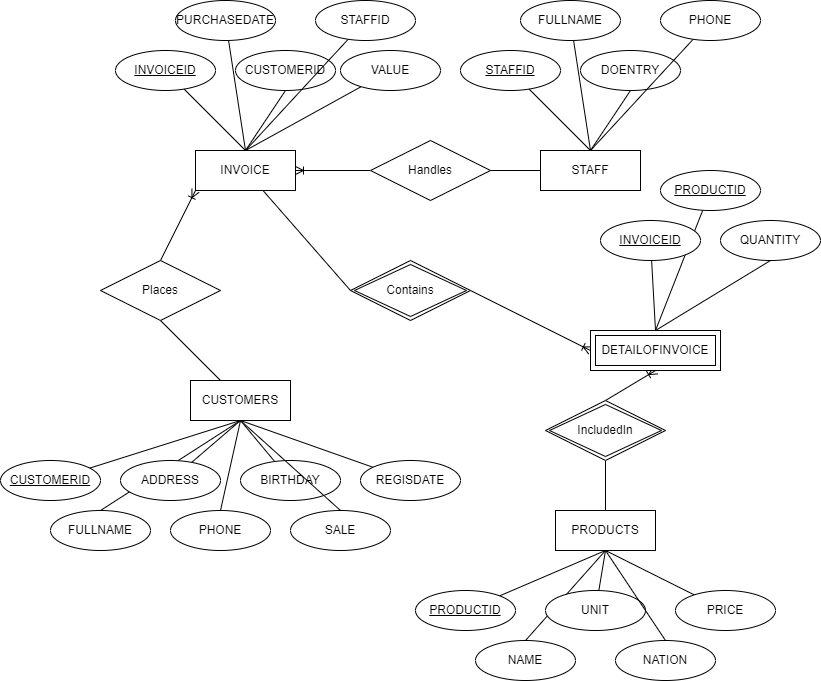 PURCHASEDATE
STAFFID
FULLNAME
PHONE
INVOICEID
CUSTOMERID
VALUE
STAFFID
DOENTRY
INVOICE
Handles
STAFF
PRODUCTID
INVOICEID
QUANTITY
Places
Contains
DETAILOFINVOICE
CUSTOMERS
IncludedIn
CUSTOMERID
ADDRESS
BIRTHDAY
REGISDATE
FULLNAME
PHONE
SALE
PRODUCTS
PRODUCTID
UNIT
PRICE
NAME
NATION